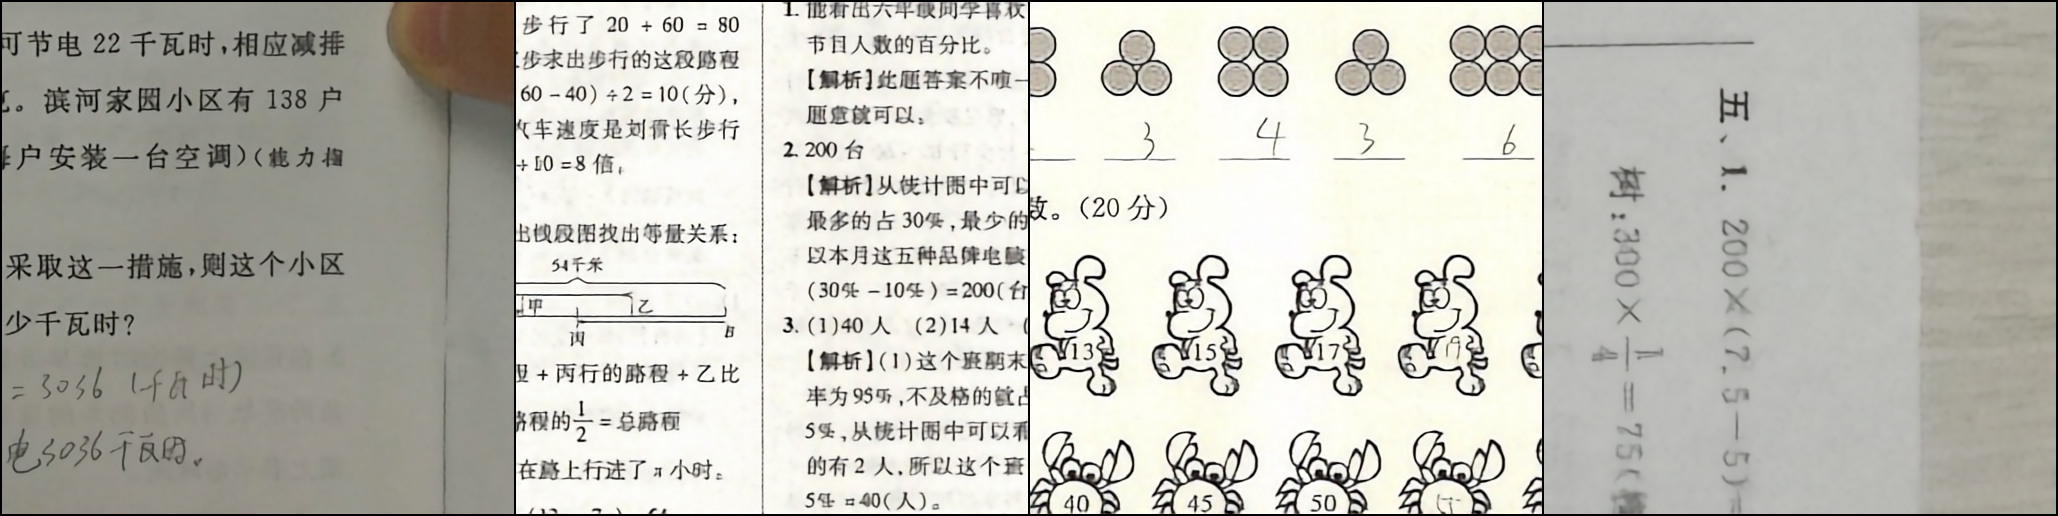 可节电 22 千瓦时,相应减排
。滨河家园小区有 138 户
户安装一台空调)(能力
采取这一措施,则这个小区
少千瓦时?
=3036 (千瓦时)
电3036千瓦时。
步行了 20 + 60 = 80
步求出步行的这段路程
60-40)÷2=10(分),
汽车速度是刘省长步行
÷10=8 倍。
出线段图找出等量关系:
54千米
甲
乙
丙
B
程+丙行的路程+乙比
路程的1/2=总路程
在路上行进了 x 小时。
1. 能看出六年级同学喜欢
节目人数的百分比。
【解析】此题答案不唯一
题意就可以。
2. 200 台
【解析】从统计图中可以
最多的占 30%,最少的
以本月这五种品牌电脑
(30%-10%)=200(台
3. (1)40 人 (2)14 人 (
【解析】(1)这个班期末
率为 95%,不及格的就占
5%,从统计图中可以看
的有 2 人,所以这个班
5%=40(人)。
3 4 3 6
数。(20 分)
13 15 17 19
40 45 50 55
五、1. 200×(7.5-5)=
树:300×1/4=75(